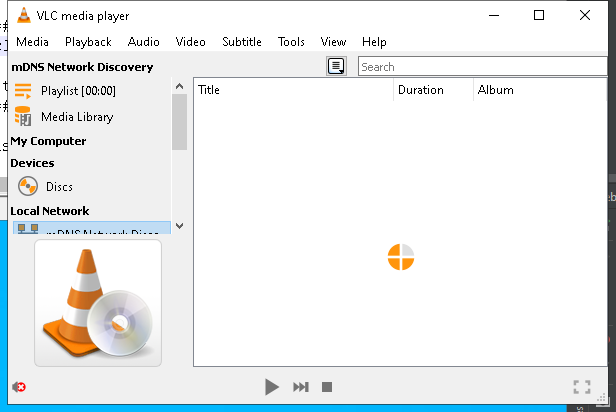 VLC media player
Media Playback Audio Video Subtitle Tools View Help
mDNS Network Discovery
Search
Playlist [00:00]
Media Library
My Computer
Devices
Discs
Local Network
mDNS Network Disco
Title Duration Album